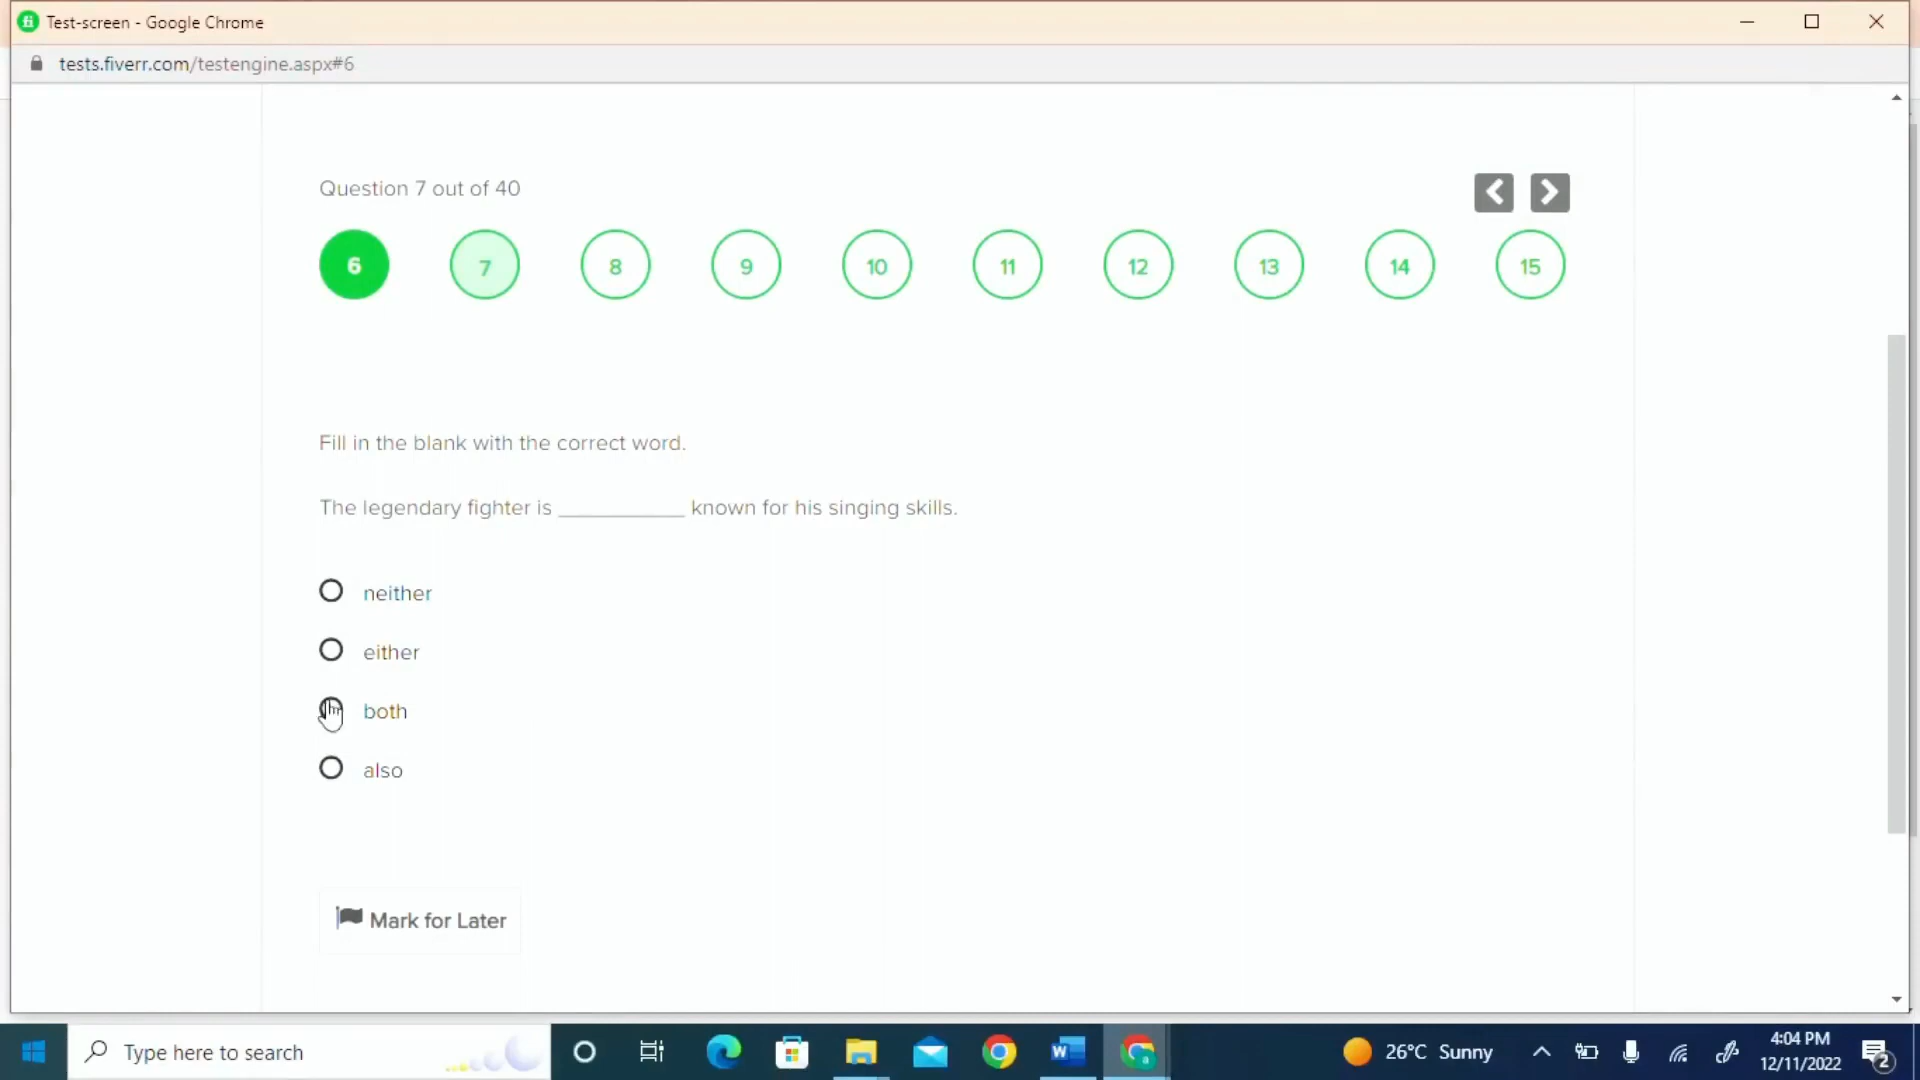 Test-screen - Google Chrome
tests.fiverr.com/testengine.aspx#6
Question 7 out of 40
6 7 8 9 10 11 12 13 14 15
Fill in the blank with the correct word.
The legendary fighter is ____________ known for his singing skills.
neither
either
both
also
Mark for Later
Type here to search
26°C Sunny
4:04 PM
12/11/2022
2